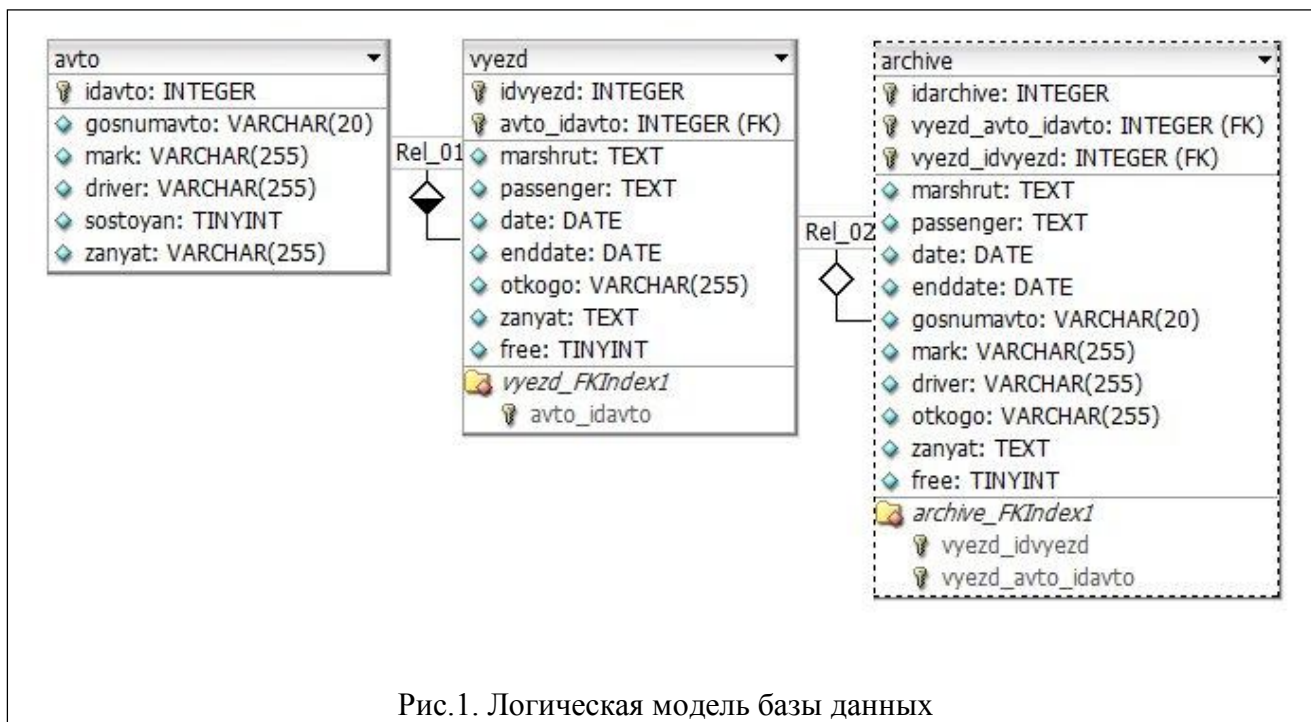 avto
idavto: INTEGER
gosnumavto: VARCHAR(20)
mark: VARCHAR(255)
driver: VARCHAR(255)
sostoyan: TINYINT
zanyat: VARCHAR(255)
Rel_01
vyezd
idvyezd: INTEGER
avto_idavto: INTEGER (FK)
marshrut: TEXT
passenger: TEXT
date: DATE
enddate: DATE
otkogo: VARCHAR(255)
zanyat: TEXT
free: TINYINT
vyezd_FKIndex1
avto_idavto
Rel_02
archive
idarchive: INTEGER
vyezd_avto_idavto: INTEGER (FK)
vyezd_idvyezd: INTEGER (FK)
marshrut: TEXT
passenger: TEXT
date: DATE
enddate: DATE
gosnumavto: VARCHAR(20)
mark: VARCHAR(255)
driver: VARCHAR(255)
otkogo: VARCHAR(255)
zanyat: TEXT
free: TINYINT
archive_FKIndex1
vyezd_idvyezd
vyezd_avto_idavto
Рис.1. Логическая модель базы данных